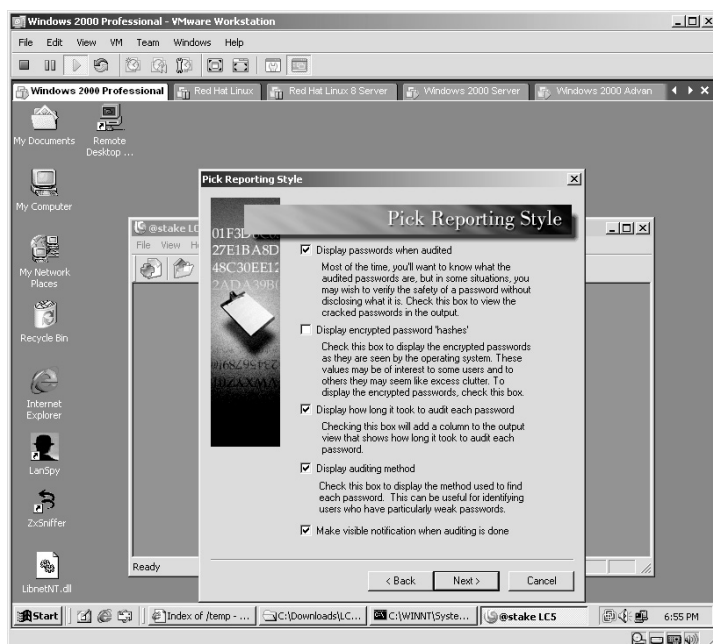 Windows 2000 Professional - VMware Workstation
File Edit View VM Team Windows Help
Windows 2000 Professional Red Hat Linux Red Hat Linux 8 Server Windows 2000 Server Windows 2000 Advan
My Documents
Remote
Desktop ...
My Computer
My Network
Places
Recycle Bin
Internet
Explorer
LanSpy
ZxSniffer
LibnetNT.dll
@stake LC
File View H
Ready
Pick Reporting Style
Pick Reporting Style
27E1BA8D
48C30EE12
Display passwords when audited
Most of the time, you'll want to know what the
audited passwords are, but in some situations, you
may wish to verify the safety of a password without
disclosing what it is. Check this box to view the
cracked passwords in the output.
Display encrypted password 'hashes'
Check this box to display the encrypted passwords
as they are seen by the operating system. These
values may be of interest to some users and to
others they may seem like excess clutter. To
display the encrypted passwords, check this box.
Display how long it took to audit each password
Checking this box will add a column to the output
view that shows how long it took to audit each
password.
Display auditing method
Check this box to display the method used to find
each password. This can be useful for identifying
users who have particularly weak passwords.
Make visible notification when auditing is done
< Back Next > Cancel
Start Index of /temp - ... C:\Downloads\LC... C:\WINNT\Syste... @stake LC5 6:55 PM